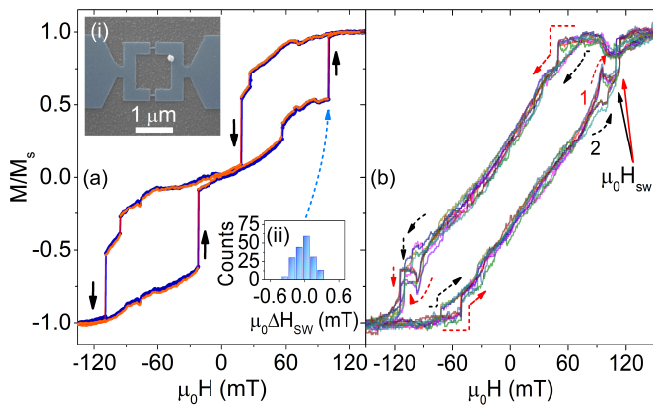 (i)
1 μm
M/Mₛ
1.0
0.5
0.0
-0.5
-1.0
(a)
(ii)
Counts
75
50
25
0
-0.6 0.0 0.6
μ₀ΔH_SW (mT)
-120 -60 0 60 120
μ₀H (mT)
1
2
μ₀H_SW
(b)
-120 -60 0 60 120
μ₀H (mT)